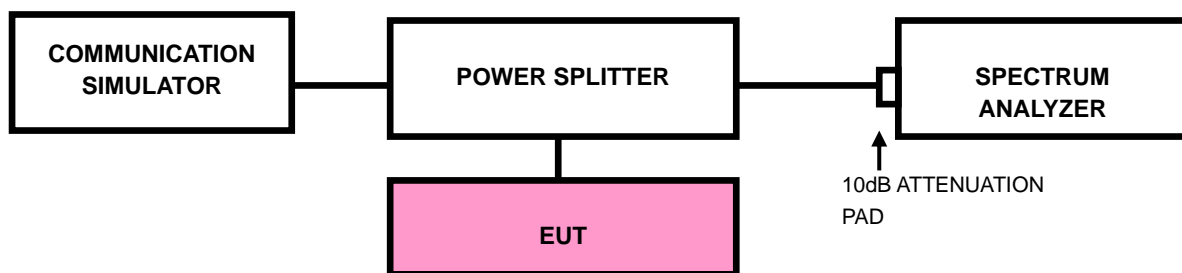 COMMUNICATION
SIMULATOR
POWER SPLITTER
SPECTRUM
ANALYZER
10dB ATTENUATION
PAD
EUT